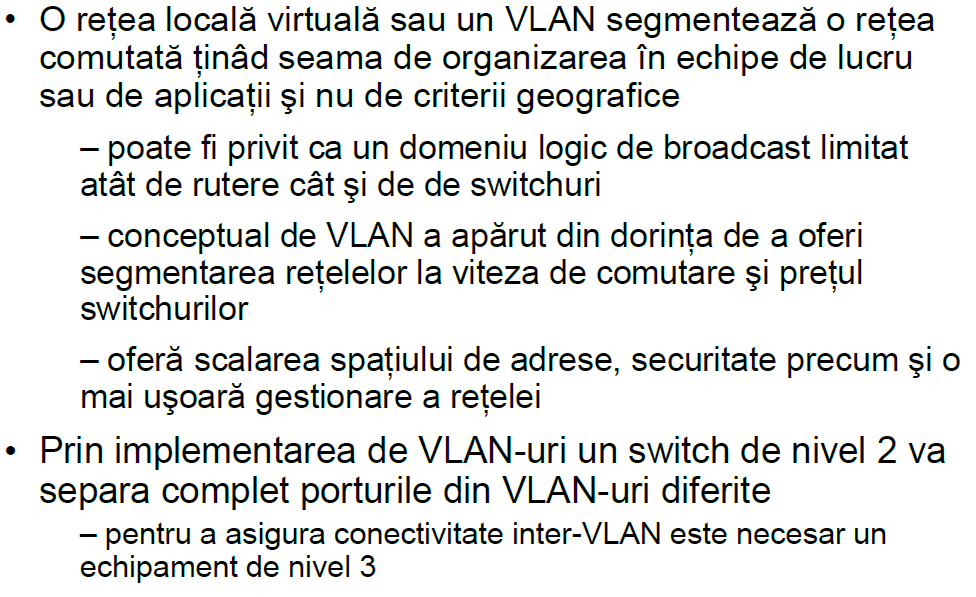 • O rețea locală virtuală sau un VLAN segmentează o rețea
comutată ținâd seama de organizarea în echipe de lucru
sau de aplicații şi nu de criterii geografice
– poate fi privit ca un domeniu logic de broadcast limitat
atât de rutere cât şi de de switchuri
– conceptual de VLAN a apărut din dorința de a oferi
segmentarea rețelelor la viteza de comutare şi prețul
switchurilor
– oferă scalarea spațiului de adrese, securitate precum şi o
mai uşoară gestionare a rețelei
• Prin implementarea de VLAN-uri un switch de nivel 2 va
separa complet porturile din VLAN-uri diferite
– pentru a asigura conectivitate inter-VLAN este necesar un
echipament de nivel 3